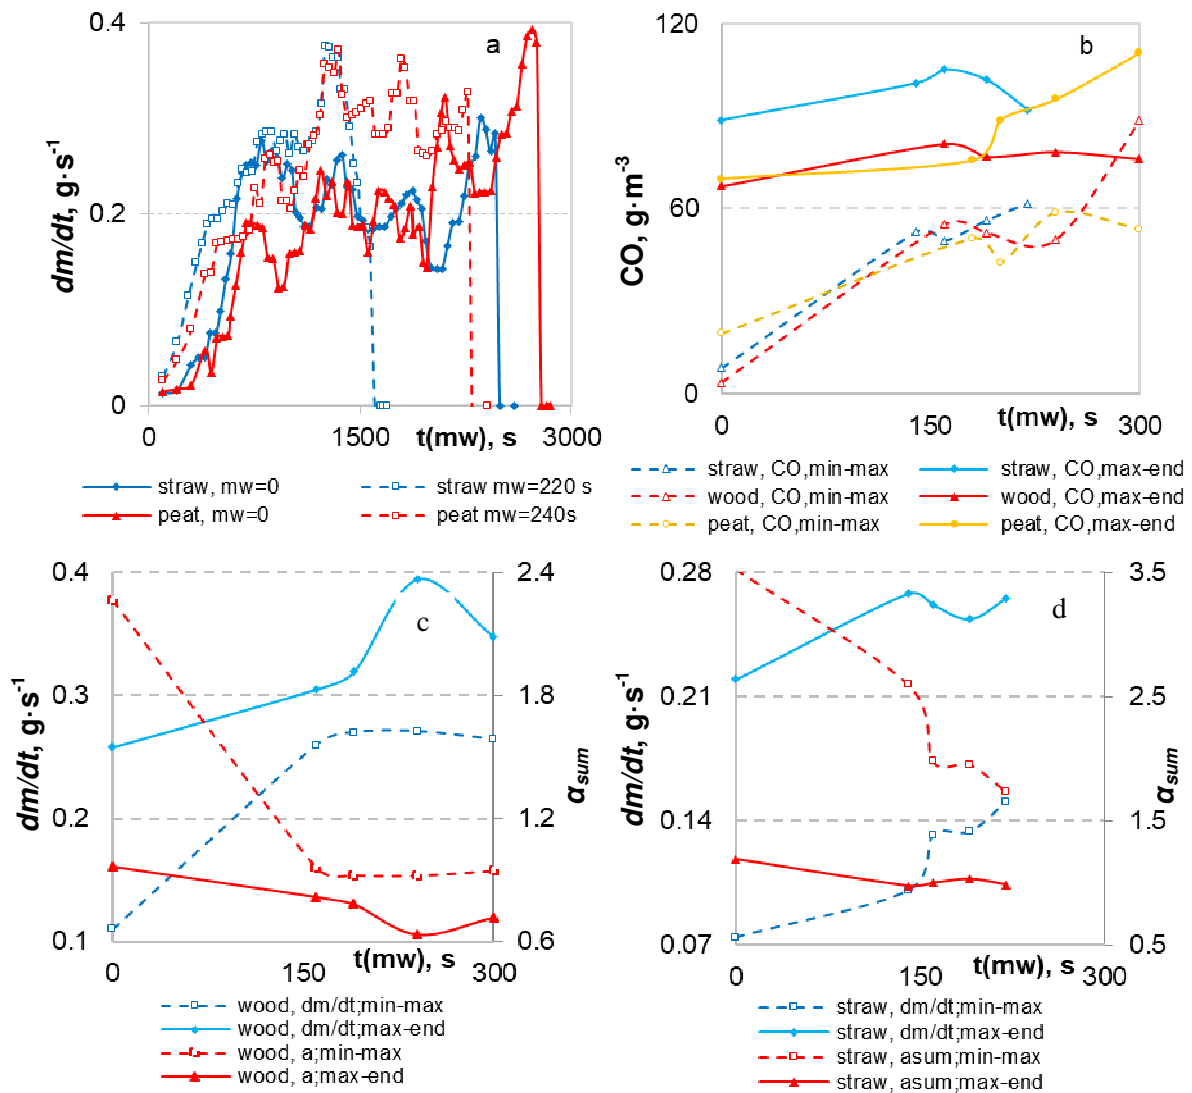 0.4
a
0.2
0
dm/dt, g·s-1
0
1500
t(mw), s
3000
straw, mw=0
straw mw=220 s
peat, mw=0
peat mw=240s
120
b
60
0
CO, g·m-3
0
150
t(mw), s
300
straw, CO,min-max
straw, CO,max-end
wood, CO,min-max
wood, CO,max-end
peat, CO,min-max
peat, CO,max-end
0.4
2.4
c
0.3
1.8
0.2
1.2
0.1
0.6
dm/dt, g·s-1
αsum
0
150
t(mw), s
300
wood, dm/dt;min-max
wood, dm/dt;max-end
wood, a;min-max
wood, a;max-end
0.28
3.5
d
0.21
2.5
0.14
1.5
0.07
0.5
dm/dt, g·s-1
αsum
0
150
t(mw), s
300
straw, dm/dt;min-max
straw, dm/dt;max-end
straw, asum;min-max
straw, asum;max-end